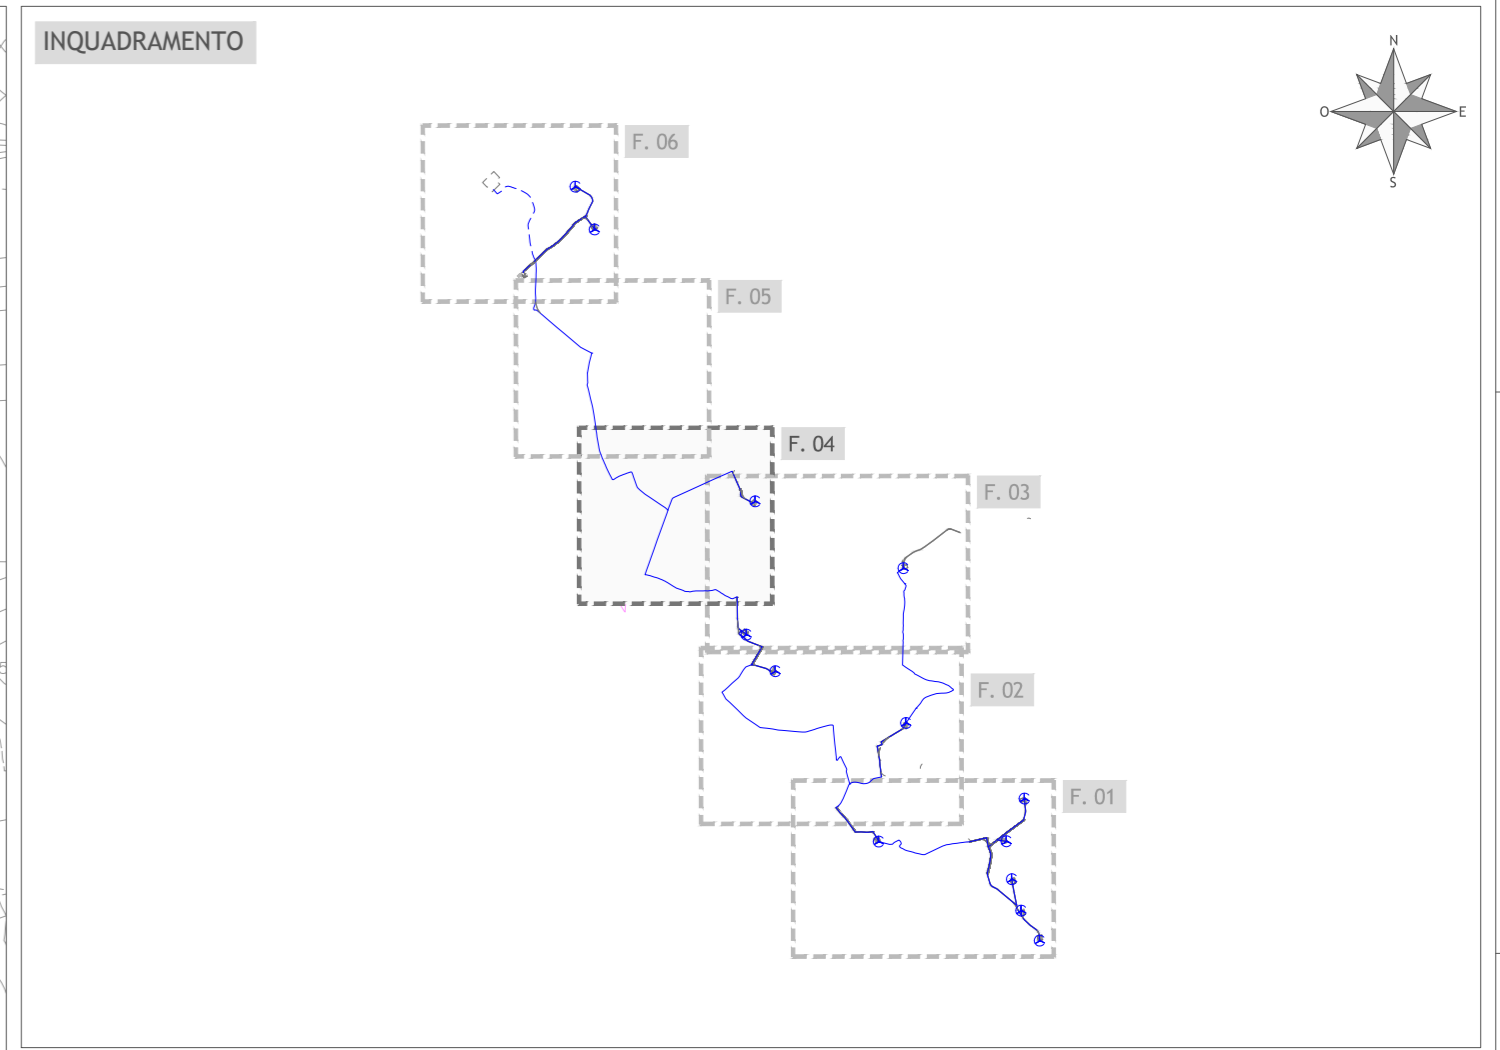 INQUADRAMENTO
N
O
E
S
F. 06
F. 05
F. 04
F. 03
F. 02
F. 01